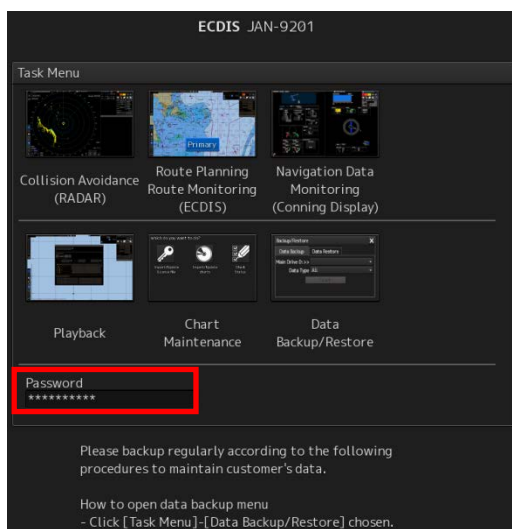 ECDIS JAN-9201
Task Menu
Primary
Collision Avoidance
(RADAR)
Route Planning
Route Monitoring
(ECDIS)
Navigation Data
Monitoring
(Conning Display)
Backup/Restore X
Data Backup Data Restore
Data Type
Playback
Chart
Maintenance
Data
Backup/Restore
Password
**********
Please backup regularly according to the following
procedures to maintain customer's data.
How to open data backup menu
- Click [Task Menu]-[Data Backup/Restore] chosen.